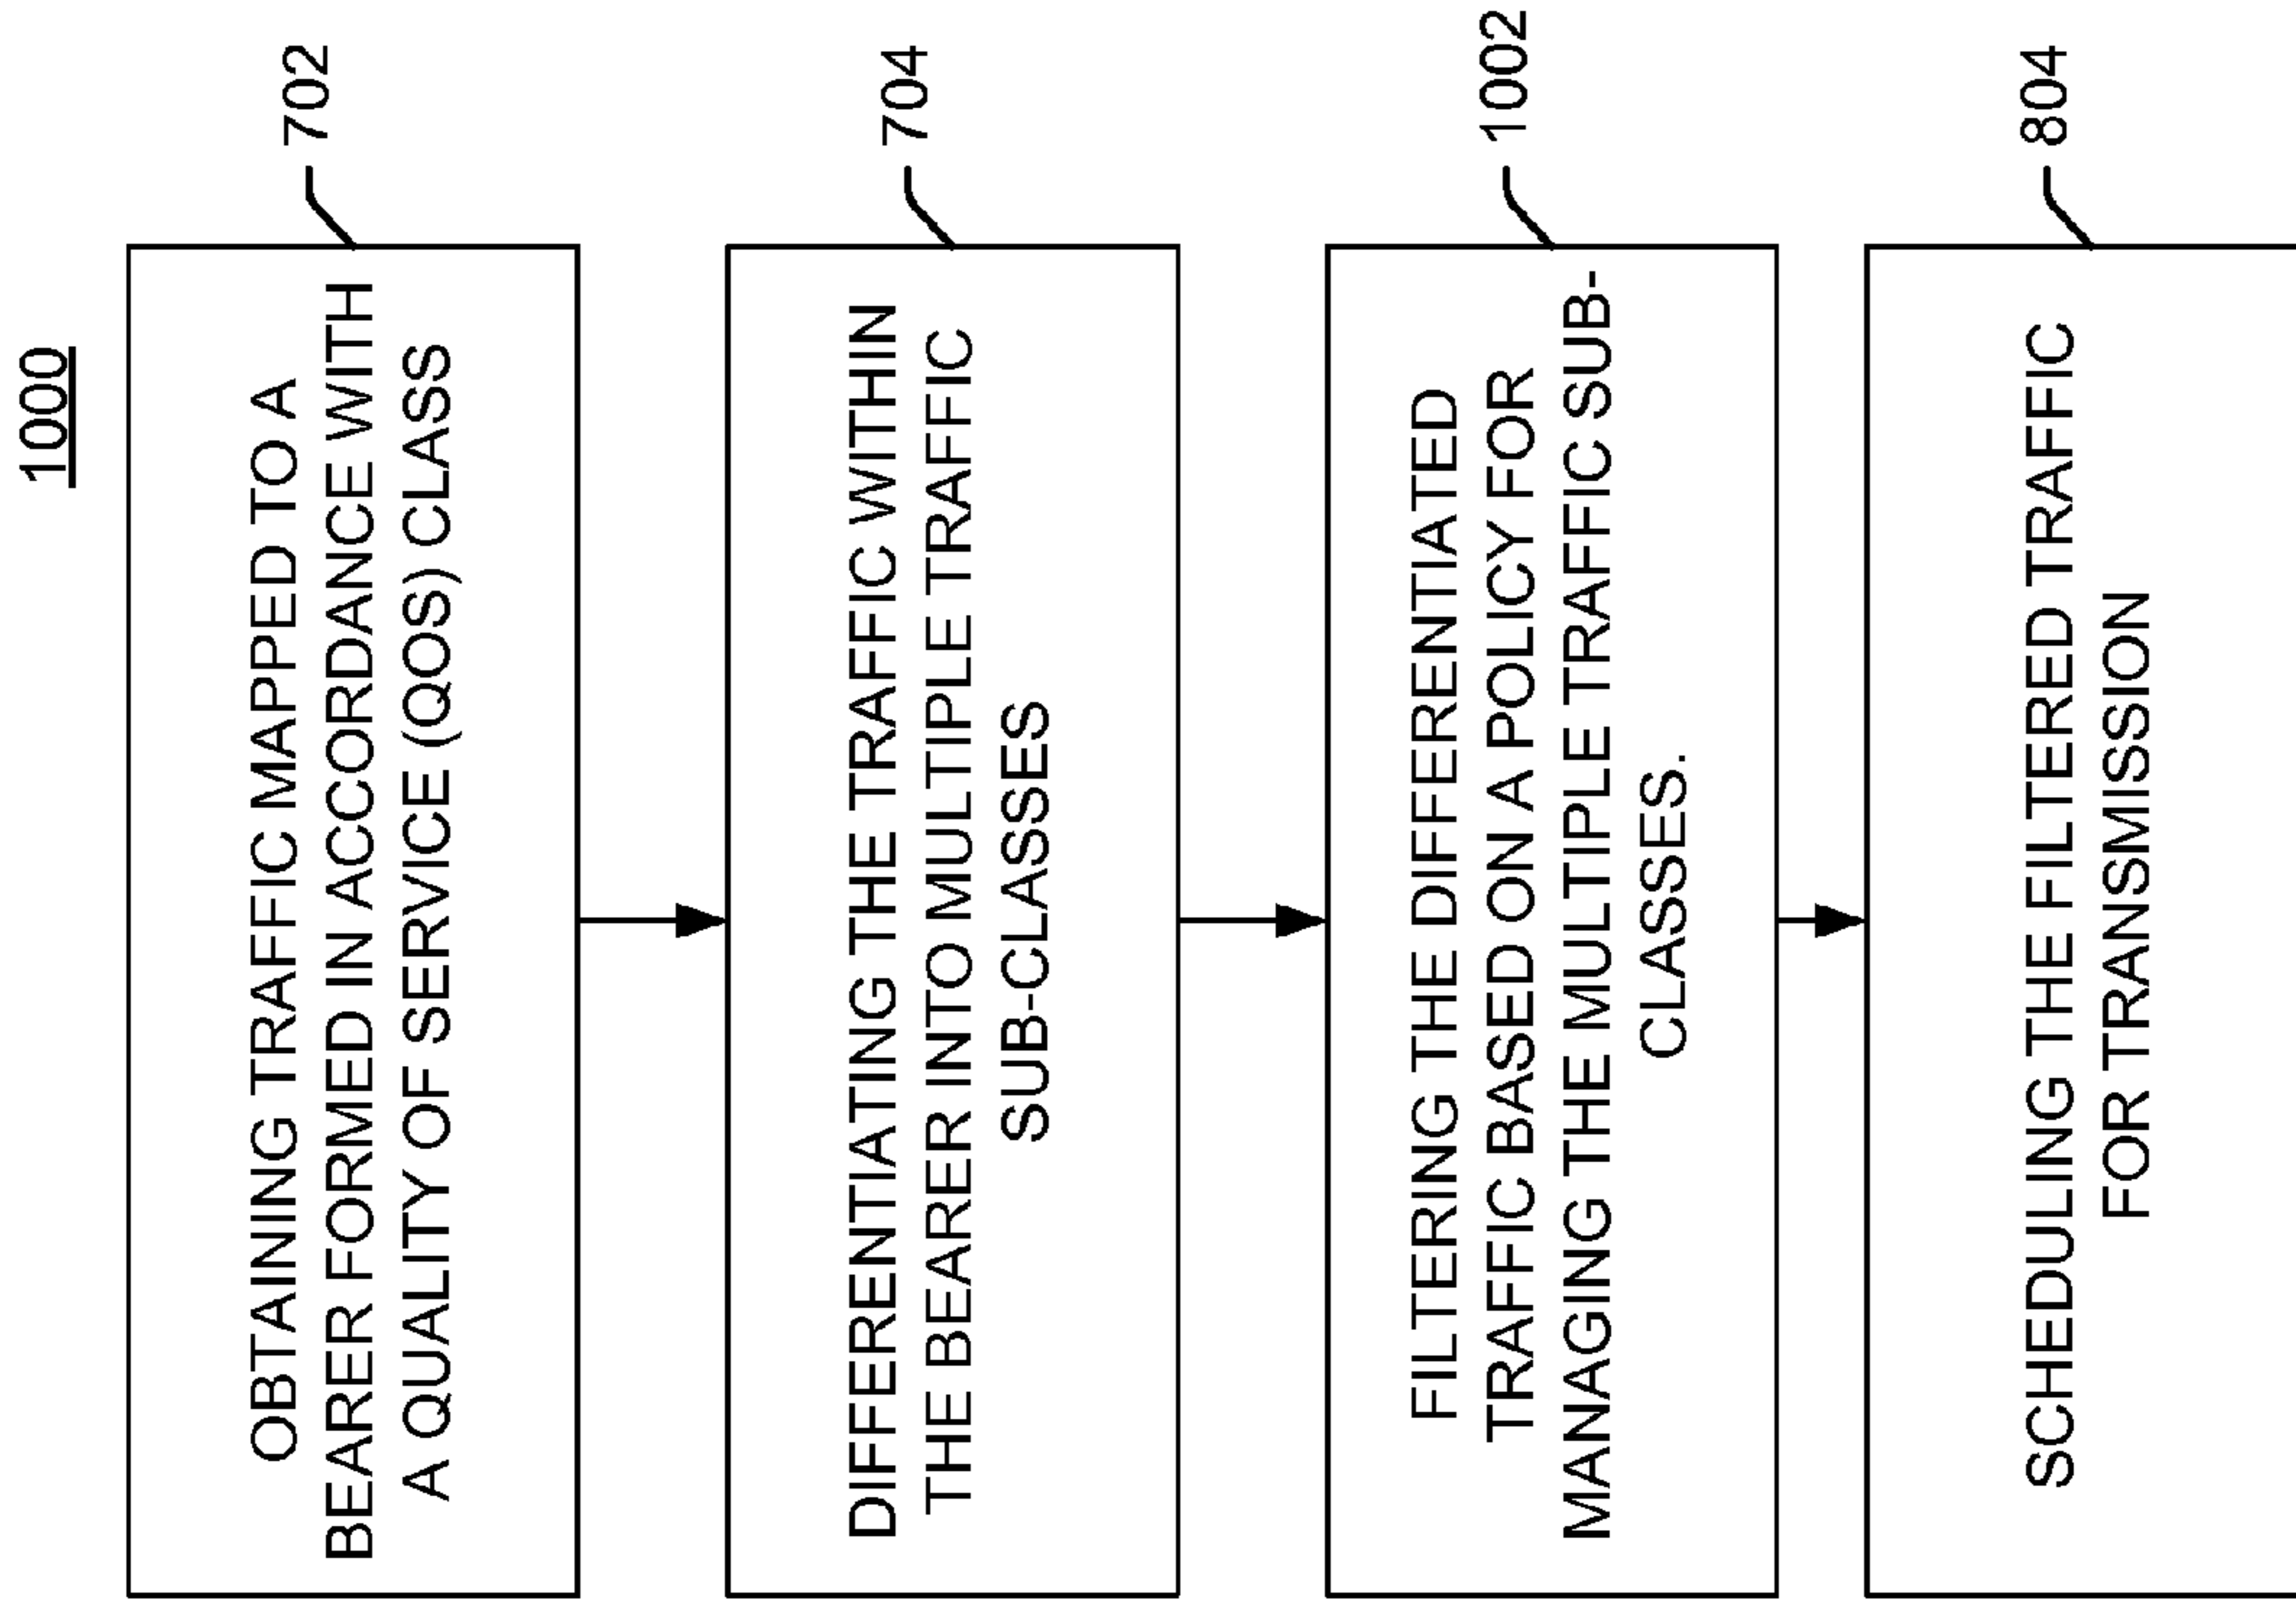 1000
OBTAINING TRAFFIC MAPPED TO A
BEARER FORMED IN ACCORDANCE WITH
A QUALITY OF SERVICE (QOS) CLASS
702
DIFFERENTIATING THE TRAFFIC WITHIN
THE BEARER INTO MULTIPLE TRAFFIC
SUB-CLASSES
704
FILTERING THE DIFFERENTIATED
TRAFFIC BASED ON A POLICY FOR
MANAGING THE MULTIPLE TRAFFIC SUB-
CLASSES.
1002
SCHEDULING THE FILTERED TRAFFIC
FOR TRANSMISSION
804